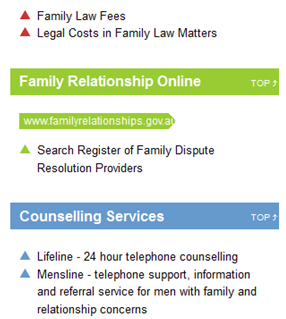 Family Law Fees
Legal Costs in Family Law Matters
Family Relationship Online
TOP
www.familyrelationships.gov.au
Search Register of Family Dispute
Resolution Providers
Counselling Services
TOP
Lifeline - 24 hour telephone counselling
Mensline - telephone support, information
and referral service for men with family and
relationship concerns